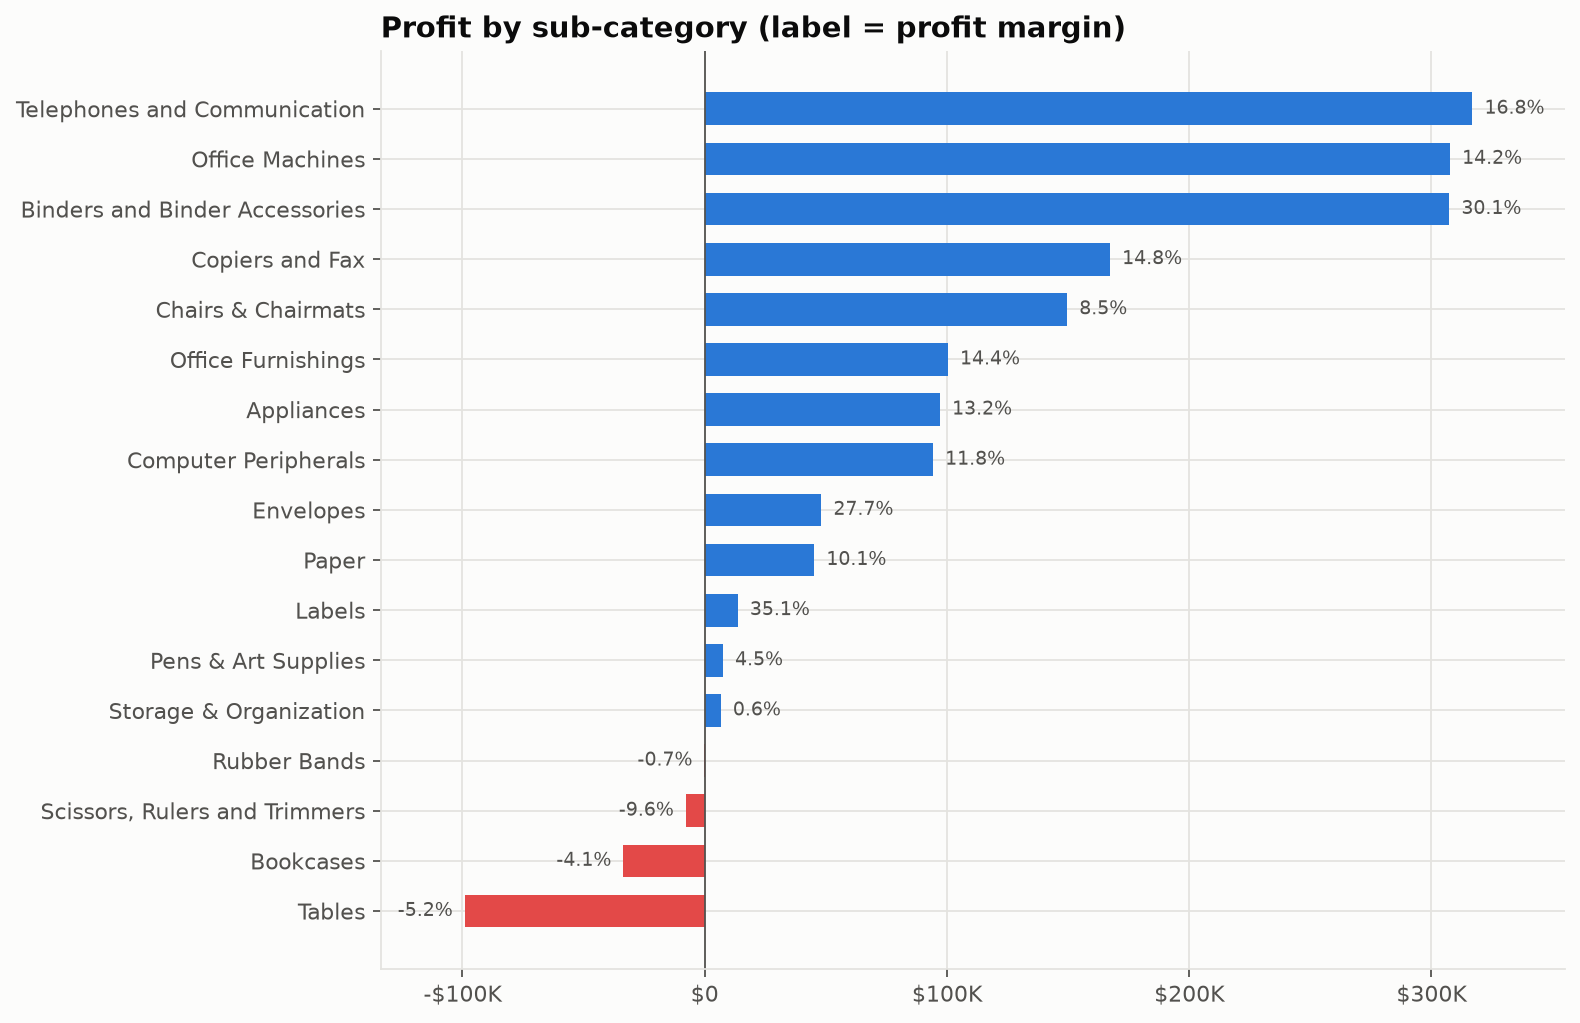 Profit by sub-category (label = profit margin)
Telephones and Communication 16.8%
Office Machines 14.2%
Binders and Binder Accessories 30.1%
Copiers and Fax 14.8%
Chairs & Chairmats 8.5%
Office Furnishings 14.4%
Appliances 13.2%
Computer Peripherals 11.8%
Envelopes 27.7%
Paper 10.1%
Labels 35.1%
Pens & Art Supplies 4.5%
Storage & Organization 0.6%
Rubber Bands -0.7%
Scissors, Rulers and Trimmers -9.6%
Bookcases -4.1%
Tables -5.2%
-$100K $0 $100K $200K $300K